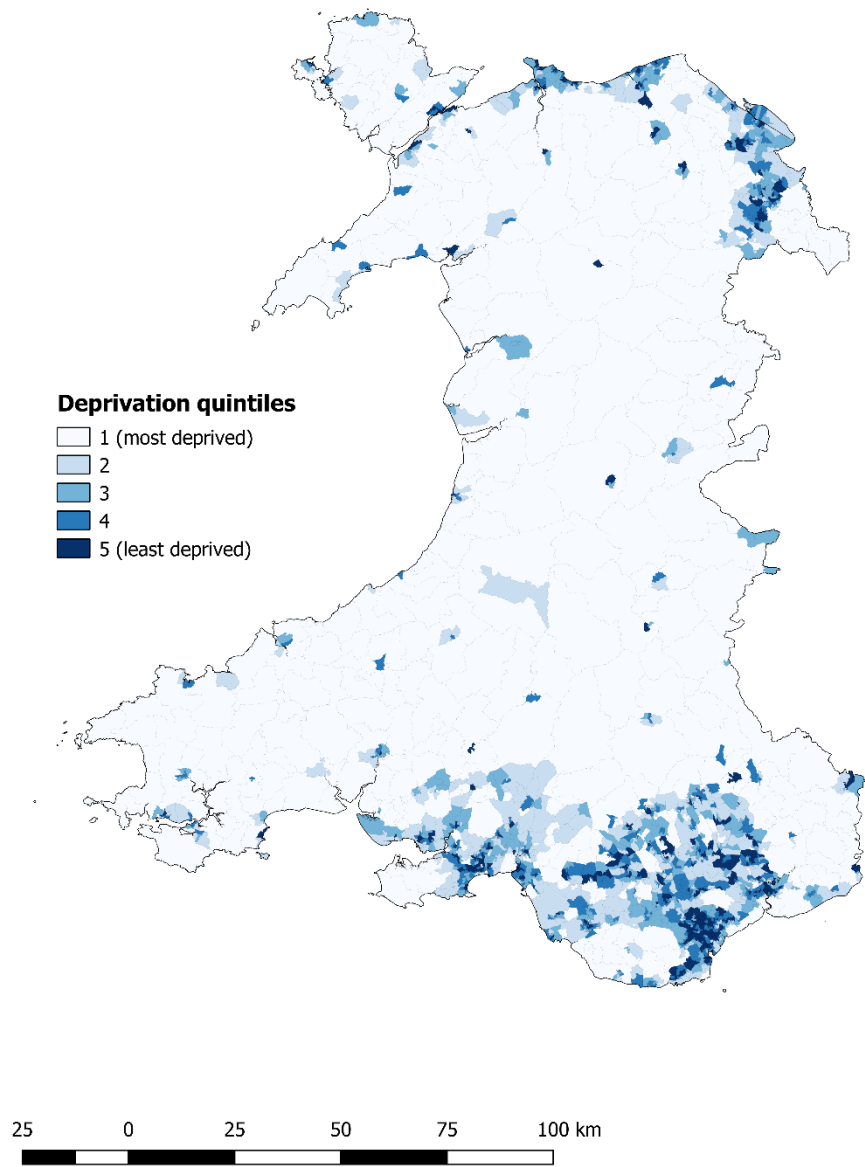 Deprivation quintiles
1 (most deprived)
2
3
4
5 (least deprived)
25 0 25 50 75 100 km